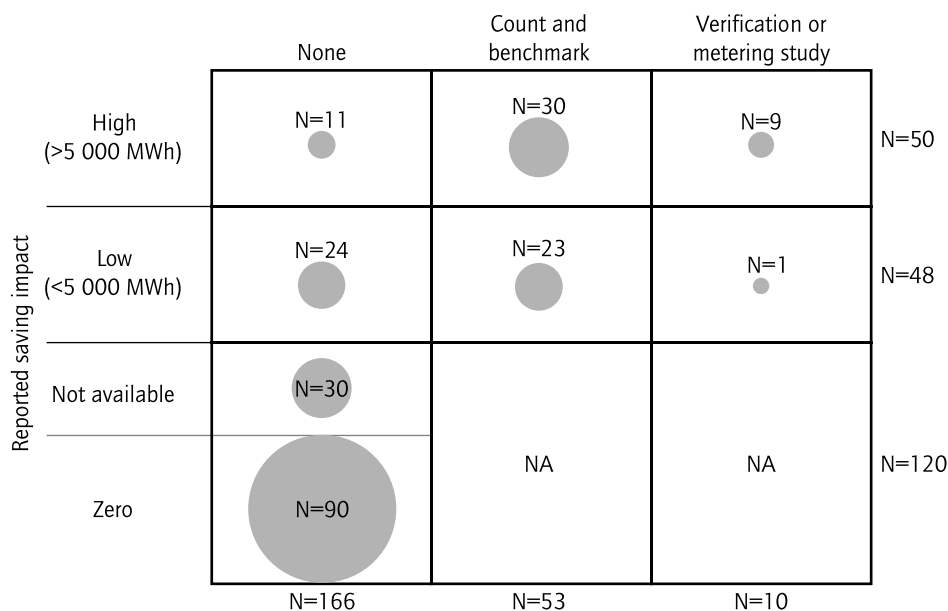 None
Count and
benchmark
Verification or
metering study
Reported saving impact
High
(>5 000 MWh)
N=11
N=30
N=9
N=50
Low
(<5 000 MWh)
N=24
N=23
N=1
N=48
Not available
N=30
Zero
N=90
NA
NA
N=120
N=166
N=53
N=10